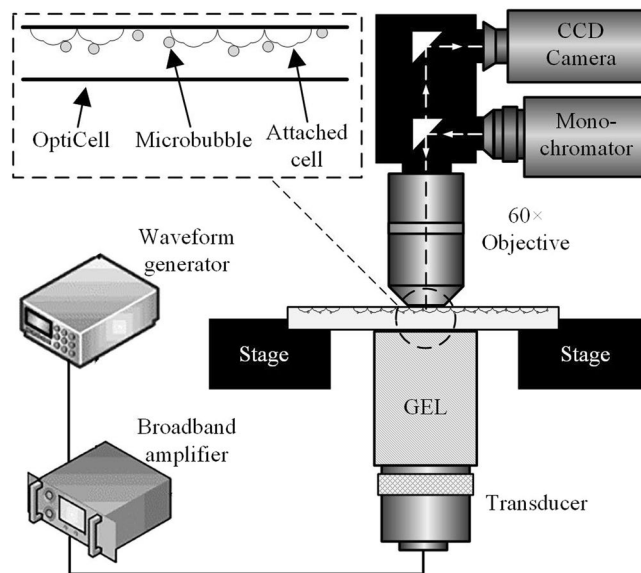 OptiCell
Microbubble
Attached
cell
CCD
Camera
Mono-
chromator
60×
Objective
Waveform
generator
Stage
Stage
GEL
Broadband
amplifier
Transducer